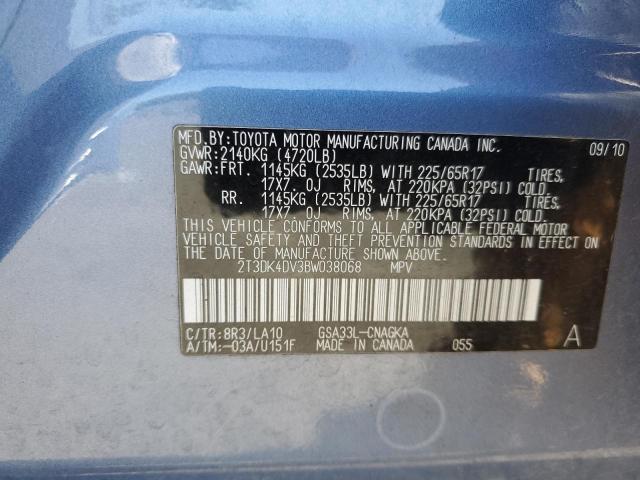 MFD.BY:TOYOTA MOTOR MANUFACTURING CANADA INC. 09/10
GVWR:2140KG (4720LB)
GAWR:FRT. 1145KG (2535LB) WITH 225/65R17 TIRES,
17X7.0J RIMS, AT 220KPA (32PSI) COLD.
RR. 1145KG (2535LB) WITH 225/65R17 TIRES,
17X7.0J RIMS, AT 220KPA (32PSI) COLD.
THIS VEHICLE CONFORMS TO ALL APPLICABLE FEDERAL MOTOR
VEHICLE SAFETY AND THEFT PREVENTION STANDARDS IN EFFECT ON
THE DATE OF MANUFACTURE SHOWN ABOVE.
2T3DK4DV3BW038068 MPV
C/TR:8R3/LA10 GSA33L-CNAGKA A
A/TM:-03A/U151F MADE IN CANADA 055